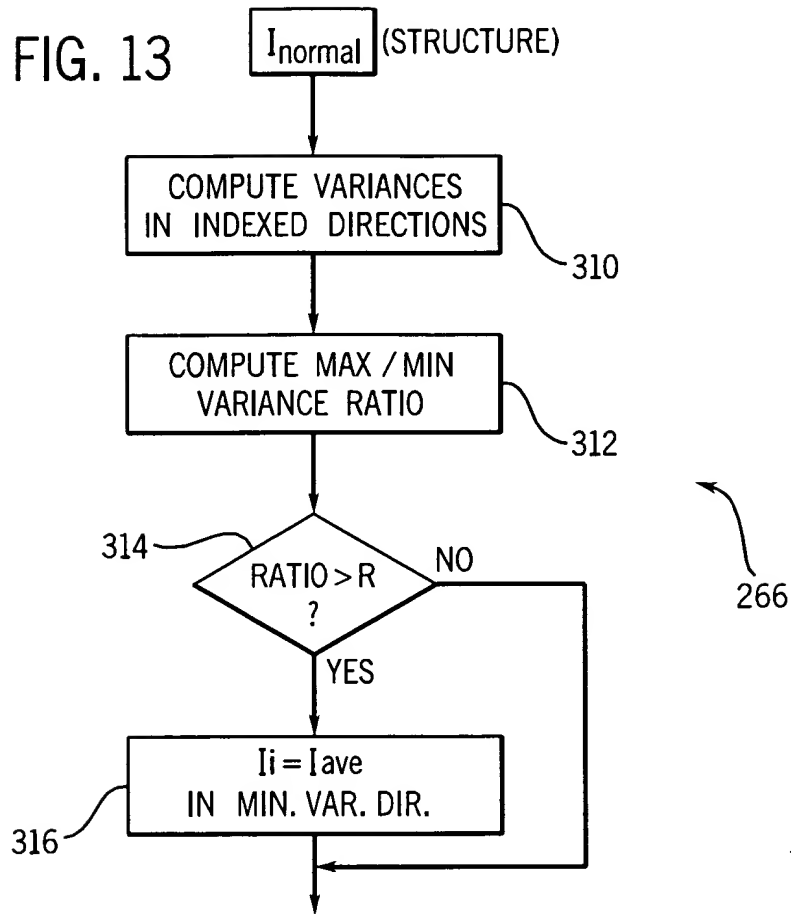 FIG. 13
Inormal (STRUCTURE)
COMPUTE VARIANCES
IN INDEXED DIRECTIONS
310
COMPUTE MAX / MIN
VARIANCE RATIO
312
314
RATIO > R
?
NO
YES
266
Ii = Iave
IN MIN. VAR. DIR.
316